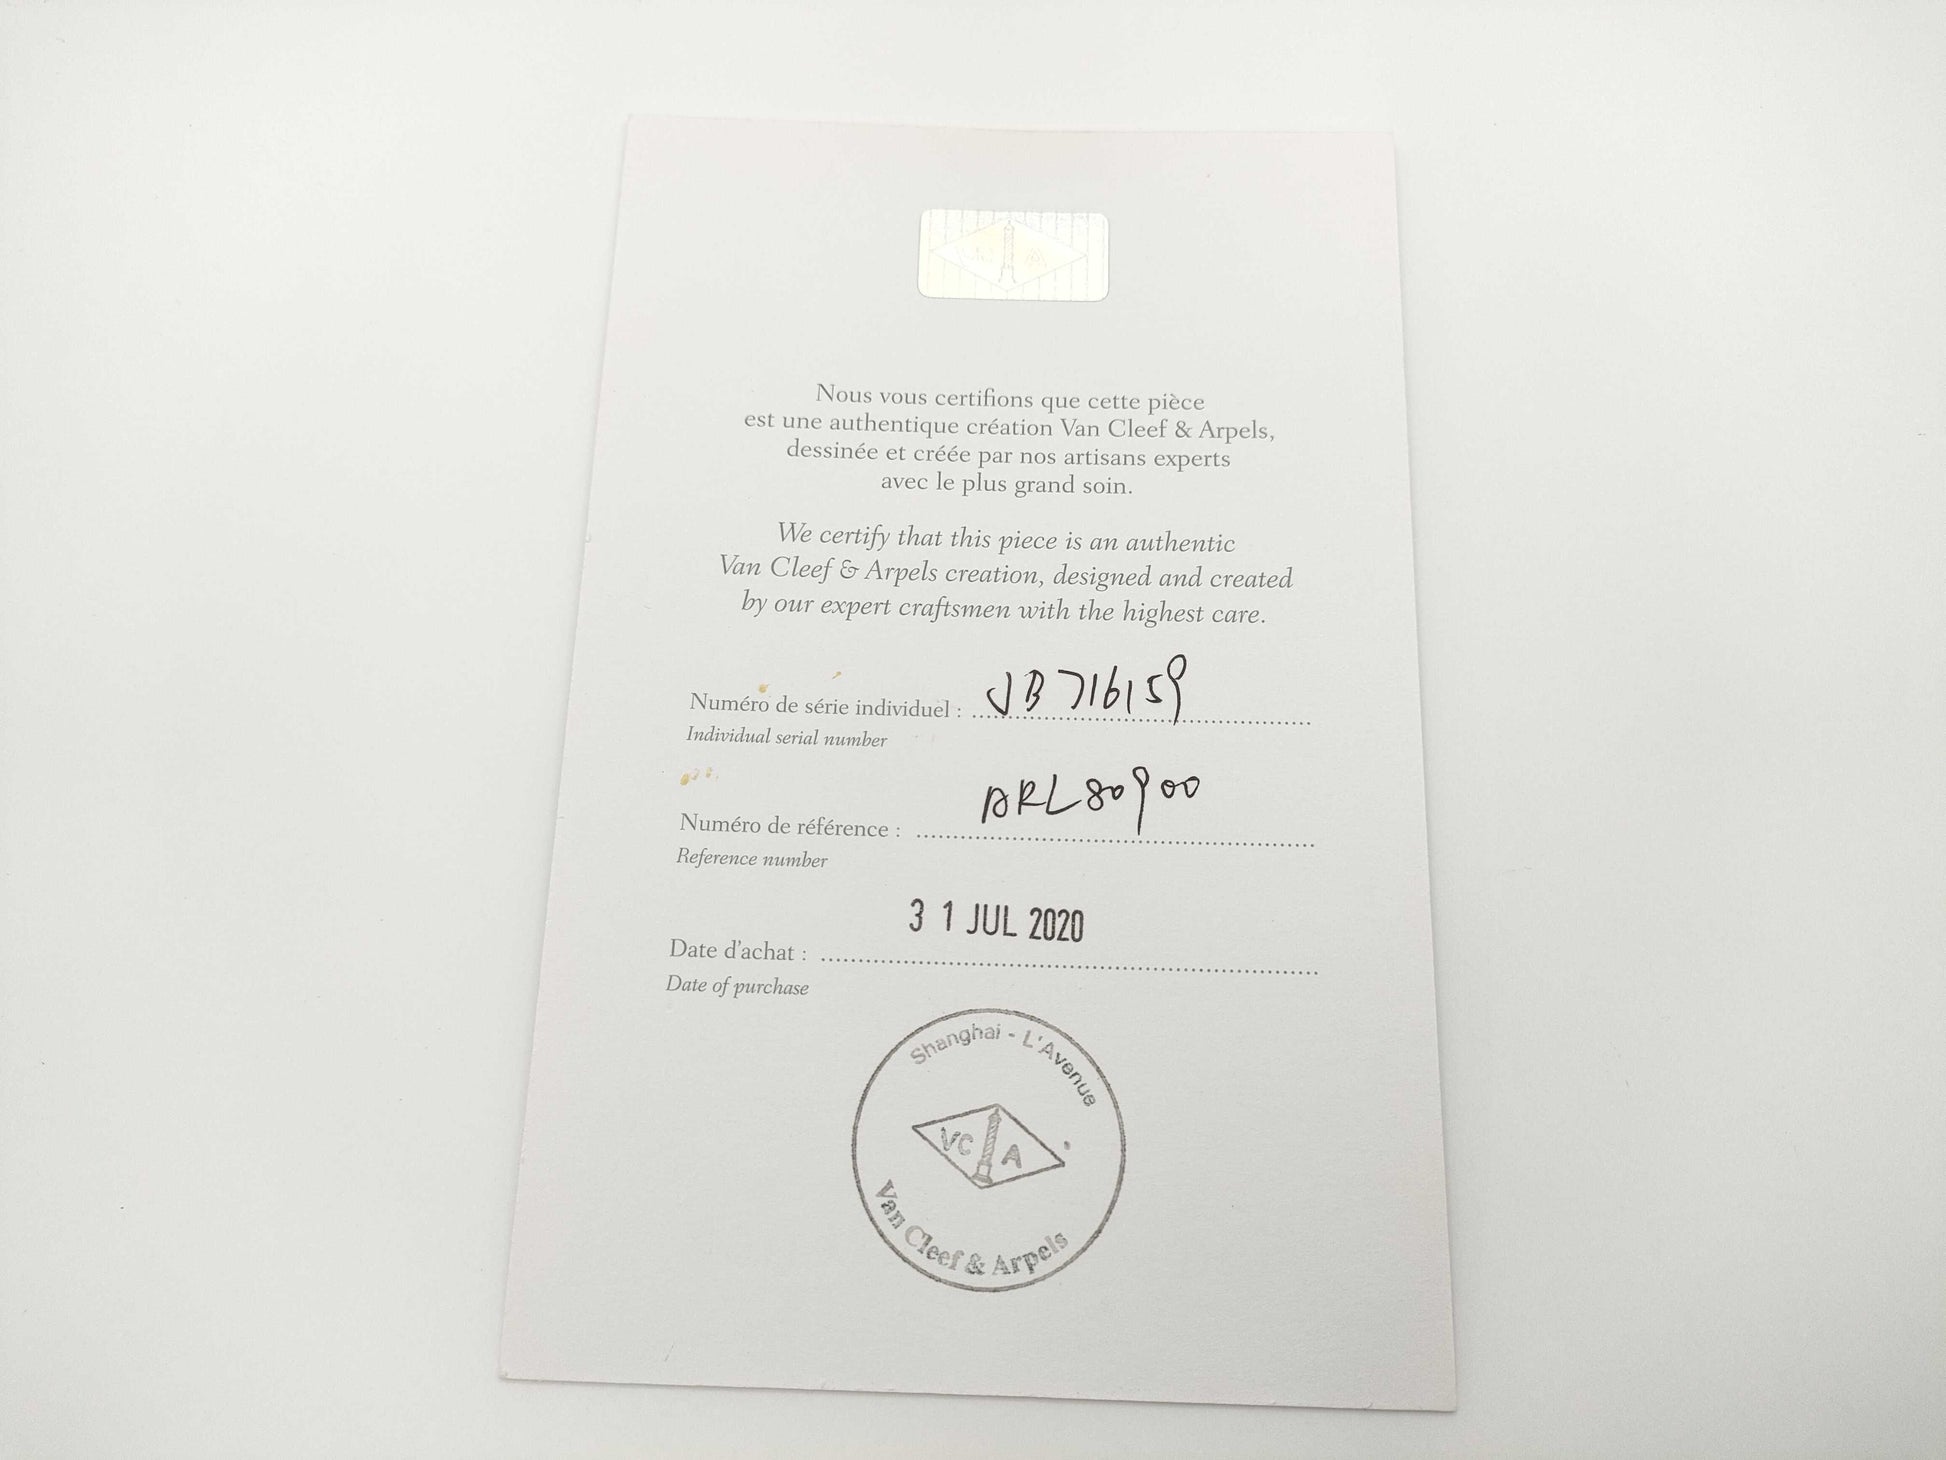 Nous vous certifions que cette pièce
est une authentique création Van Cleef & Arpels,
dessinée et créée par nos artisans experts
avec le plus grand soin.
We certify that this piece is an authentic
Van Cleef & Arpels creation, designed and created
by our expert craftsmen with the highest care.
Numéro de série individuel : JB716159
Individual serial number
Numéro de référence : ARL80900
Reference number
31 JUL 2020
Date d'achat :
Date of purchase
Shanghai - L'Avenue
VC A
Van Cleef & Arpels